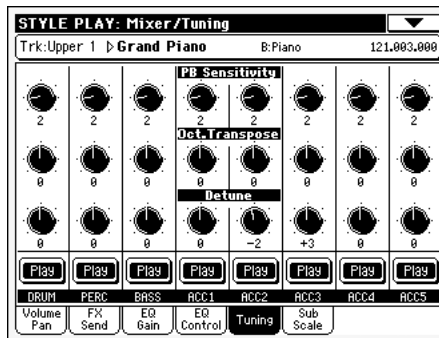 STYLE PLAY: Mixer/Tuning
Trk:Upper 1 ▷Grand Piano B:Piano 121.003.000
PB Sensitivity
2 2 2 2 2 2 2 2
Oct.Transpose
0 0 0 0 0 0 0 0
Detune
0 0 0 0 -2 +3 0 0
Play Play Play Play Play Play Play Play
DRUM PERC BASS ACC1 ACC2 ACC3 ACC4 ACC5
Volume Pan FX Send EQ Gain EQ Control Tuning Sub Scale